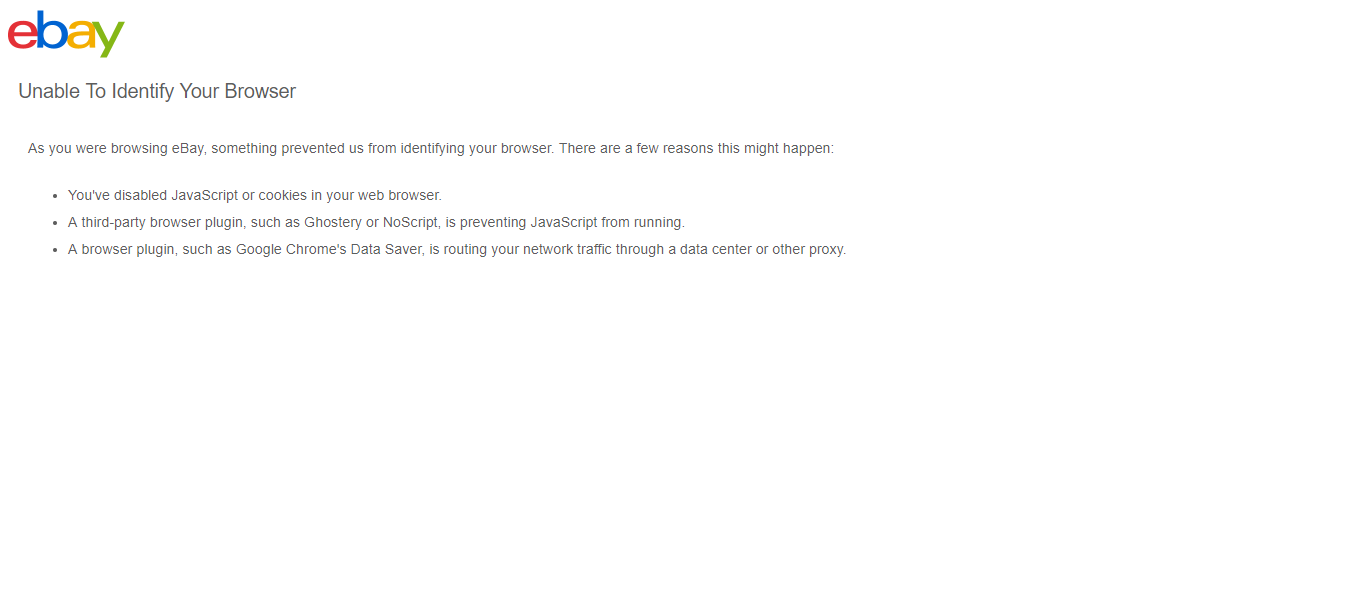 ebay
Unable To Identify Your Browser
As you were browsing eBay, something prevented us from identifying your browser. There are a few reasons this might happen:
You've disabled JavaScript or cookies in your web browser.
A third-party browser plugin, such as Ghostery or NoScript, is preventing JavaScript from running.
A browser plugin, such as Google Chrome's Data Saver, is routing your network traffic through a data center or other proxy.